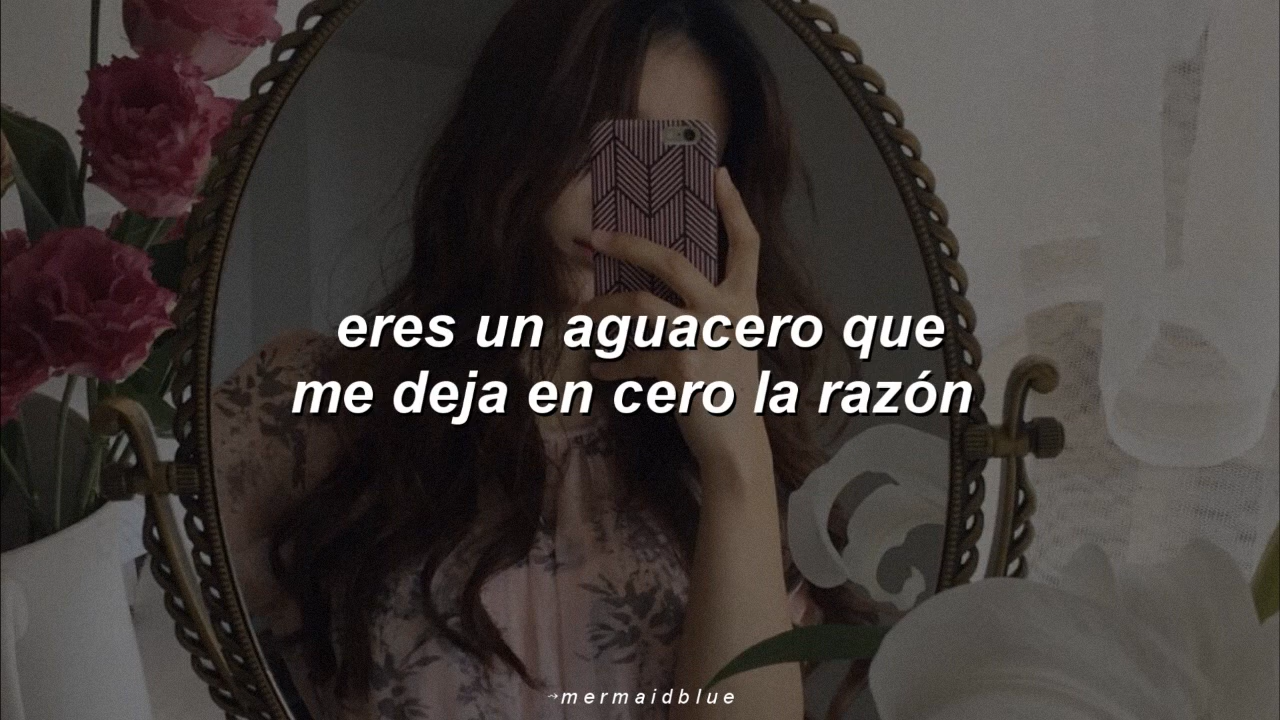 eres un aguacero que
me deja en cero la razón
→mermaidblue